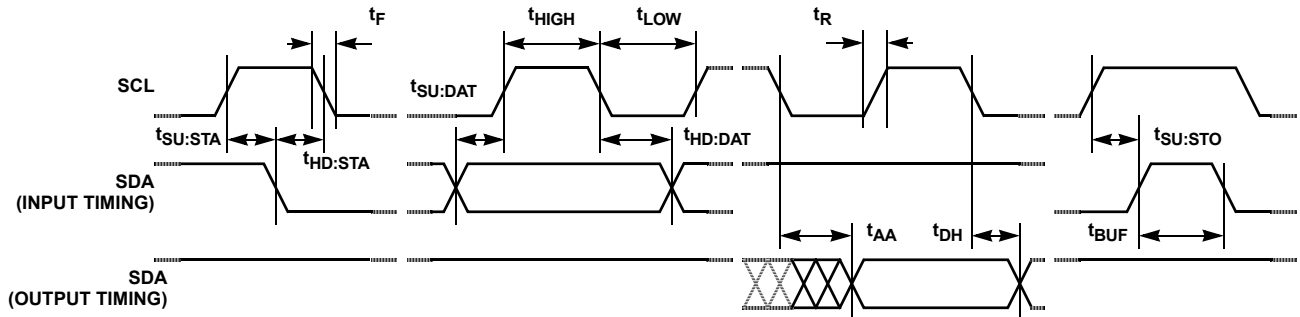 tF
tHIGH
tLOW
tR
SCL
tSU:DAT
tSU:STA
tHD:STA
tHD:DAT
tSU:STO
SDA
(INPUT TIMING)
tAA
tDH
tBUF
SDA
(OUTPUT TIMING)